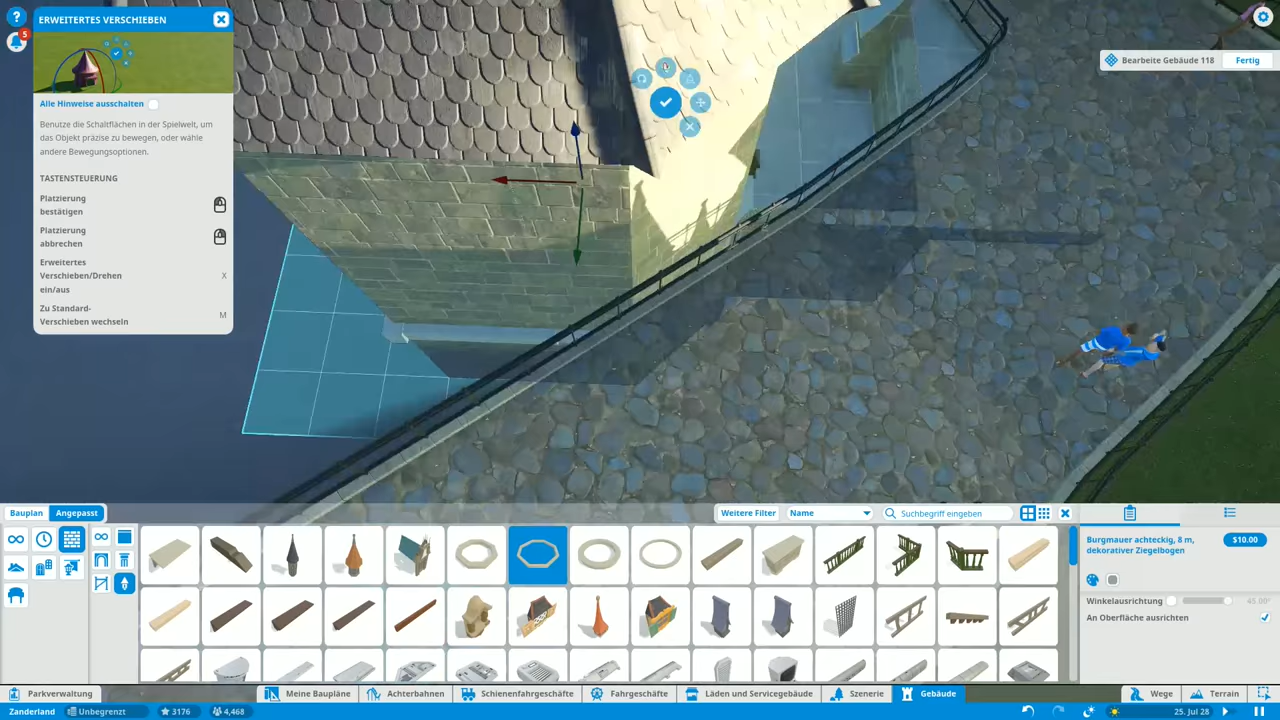 ?
5
ERWEITERTES VERSCHIEBEN
Alle Hinweise ausschalten
Benutze die Schaltflächen in der Spielwelt, um
das Objekt präzise zu bewegen, oder wähle
andere Bewegungsoptionen.
TASTENSTEUERUNG
Platzierung
bestätigen
Platzierung
abbrechen
Erweitertes
Verschieben/Drehen
ein/aus
X
Zu Standard-
Verschieben wechseln
M
Bearbeite Gebäude 118
Fertig
Bauplan
Angepasst
Weitere Filter
Name
Suchbegriff eingeben
Burgmauer achteckig, 8 m,
dekorativer Ziegelbogen
$10.00
Winkelausrichtung
45.00°
An Oberfläche ausrichten
Parkverwaltung
Meine Baupläne
Achterbahnen
Schienenfahrgeschäfte
Fahrgeschäfte
Läden und Servicegebäude
Szenerie
Gebäude
Wege
Terrain
Zanderland
Unbegrenzt
3176
4,468
25. Jul 28